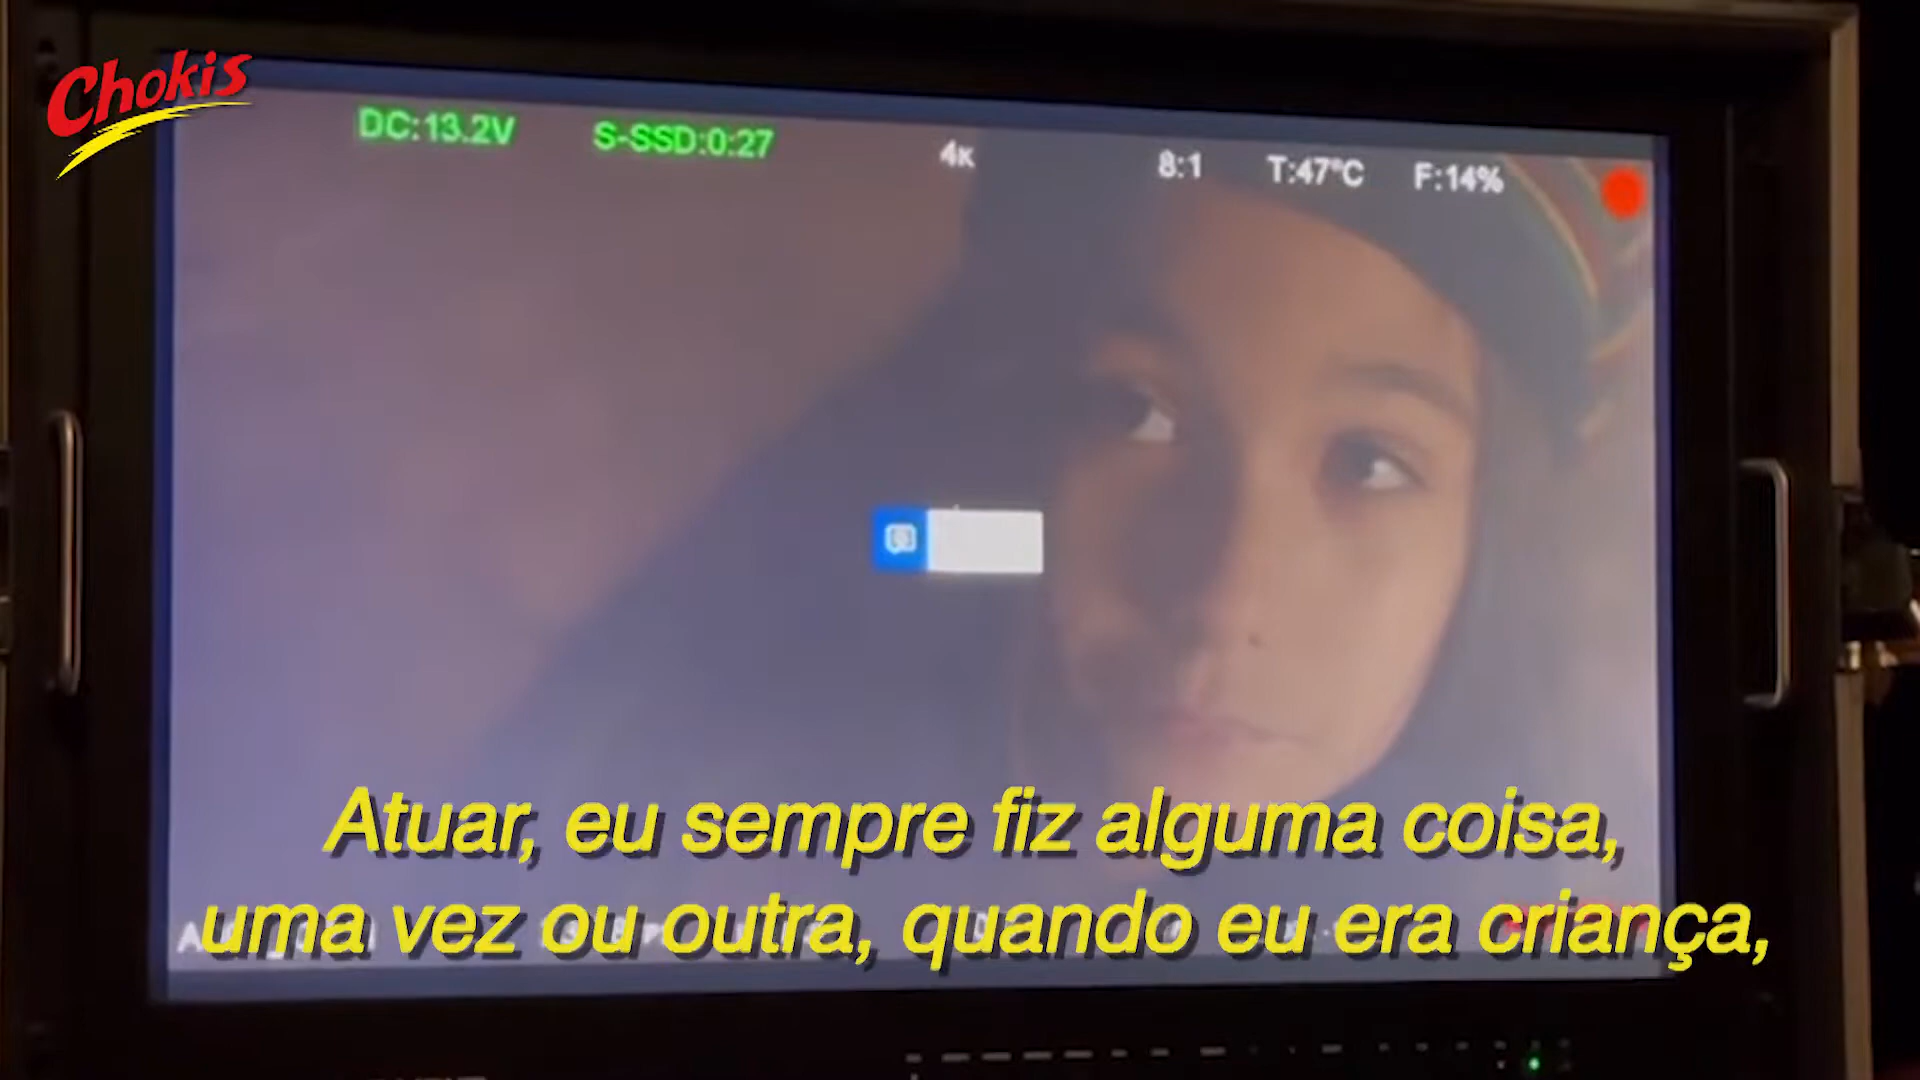 Chokis
DC:13.2V S-SSD:0:27 4K 8:1 T:47°C F:14%
Atuar, eu sempre fiz alguma coisa,
uma vez ou outra, quando eu era criança,